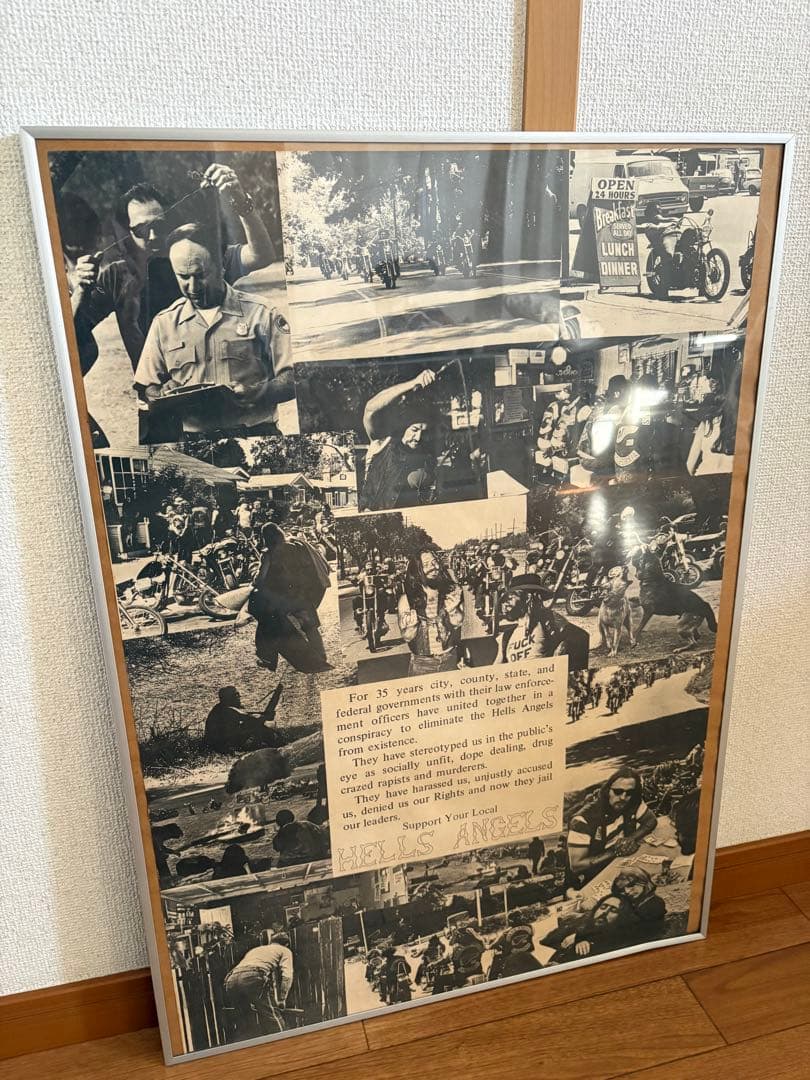 OPEN
24 HOURS
Breakfast
SERVED
ALL DAY
LUNCH
DINNER
FUCK
OFF
For 35 years city, county, state, and
federal governments with their law enforce-
ment officers have united together in a
conspiracy to eliminate the Hells Angels
from existence.
They have stereotyped us in the public's
eye as socially unfit, dope dealing, drug
crazed rapists and murderers.
They have harassed us, unjustly accused
us, denied us our Rights and now they jail
our leaders.
Support Your Local
HELLS ANGELS